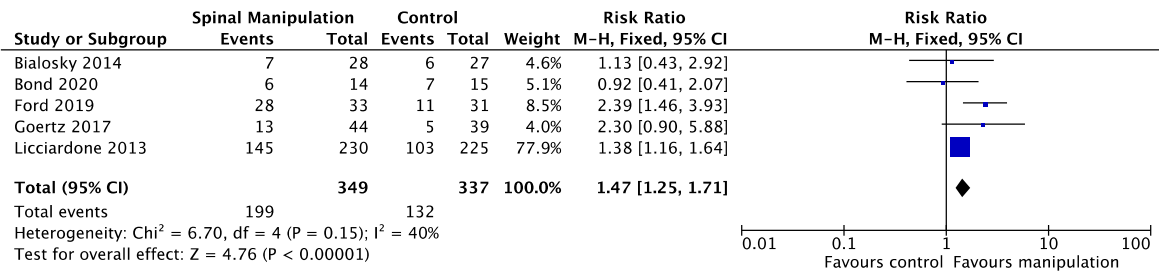 Spinal Manipulation Control Risk Ratio Risk Ratio
Study or Subgroup Events Total Events Total Weight M-H, Fixed, 95% CI M-H, Fixed, 95% CI
Bialosky 2014 7 28 6 27 4.6% 1.13 [0.43, 2.92]
Bond 2020 6 14 7 15 5.1% 0.92 [0.41, 2.07]
Ford 2019 28 33 11 31 8.5% 2.39 [1.46, 3.93]
Goertz 2017 13 44 5 39 4.0% 2.30 [0.90, 5.88]
Licciardone 2013 145 230 103 225 77.9% 1.38 [1.16, 1.64]
Total (95% CI) 349 337 100.0% 1.47 [1.25, 1.71]
Total events 199 132
Heterogeneity: Chi² = 6.70, df = 4 (P = 0.15); I² = 40%
Test for overall effect: Z = 4.76 (P < 0.00001)
0.01 0.1 1 10 100
Favours control Favours manipulation